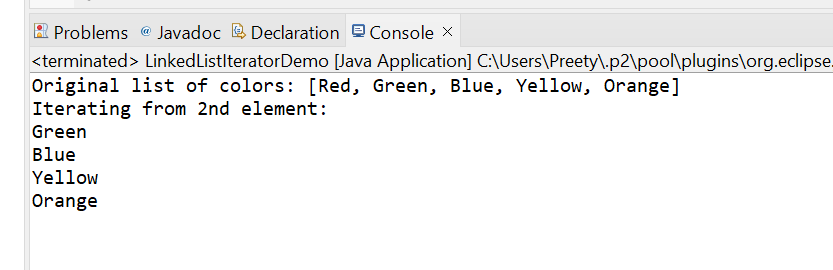 Problems @ Javadoc Declaration Console ×
<terminated> LinkedListIteratorDemo [Java Application] C:\Users\Preety\.p2\pool\plugins\org.eclipse.
Original list of colors: [Red, Green, Blue, Yellow, Orange]
Iterating from 2nd element:
Green
Blue
Yellow
Orange